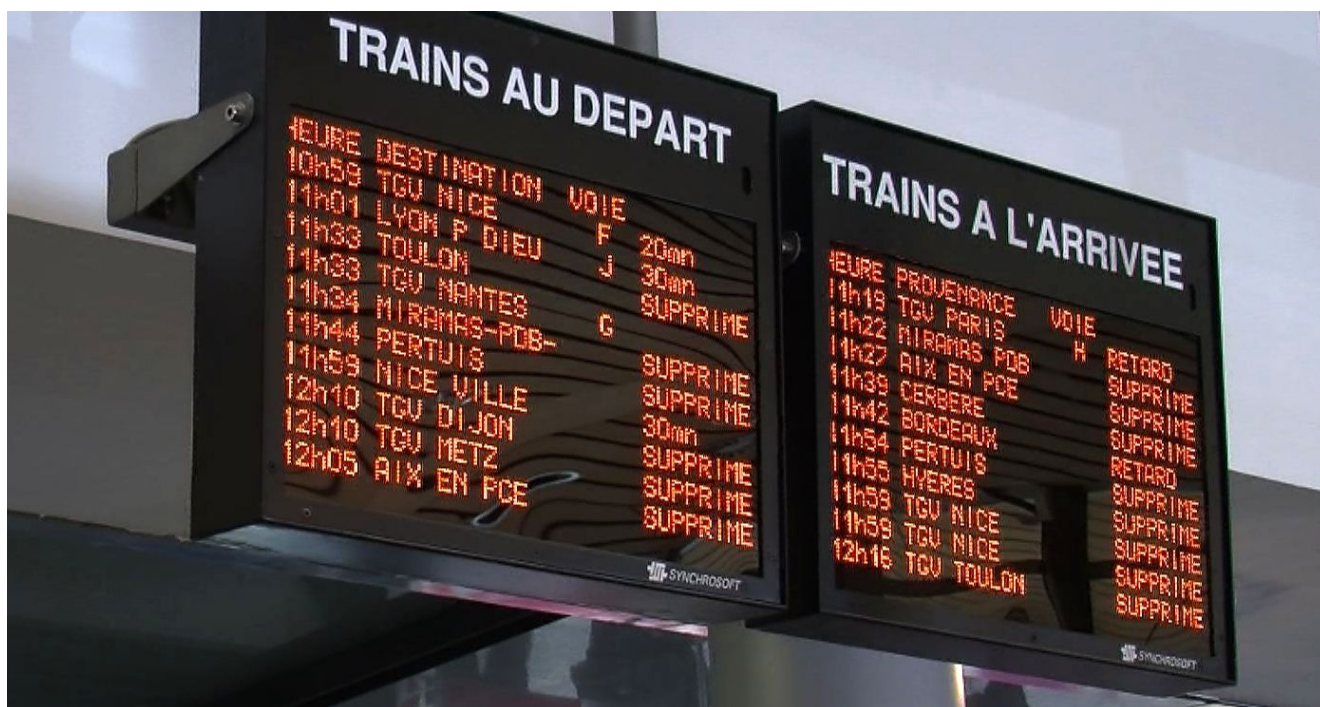 TRAINS AU DEPART
HEURE DESTINATION VOIE
10h59 TGV NICE F 20mn
11h01 LYON P DIEU J 30mn
11h33 TOULON SUPPRIME
11h33 TGV NANTES G
11h34 MIRAMAS-PDB- SUPPRIME
11h44 PERTUIS SUPPRIME
11h59 NICE VILLE 30mn
12h10 TGV DIJON SUPPRIME
12h10 TGV METZ SUPPRIME
12h05 AIX EN PCE SUPPRIME
SYNCHROSOFT
TRAINS A L'ARRIVEE
HEURE PROVENANCE VOIE
11h19 TGV PARIS H RETARD
11h22 MIRAMAS PDB SUPPRIME
11h27 AIX EN PCE SUPPRIME
11h39 CERBERE SUPPRIME
11h42 BORDEAUX RETARD
11h54 PERTUIS SUPPRIME
11h55 HYERES SUPPRIME
11h59 TGV NICE SUPPRIME
11h59 TGV NICE SUPPRIME
12h16 TGV TOULON SUPPRIME
SYNCHROSOFT